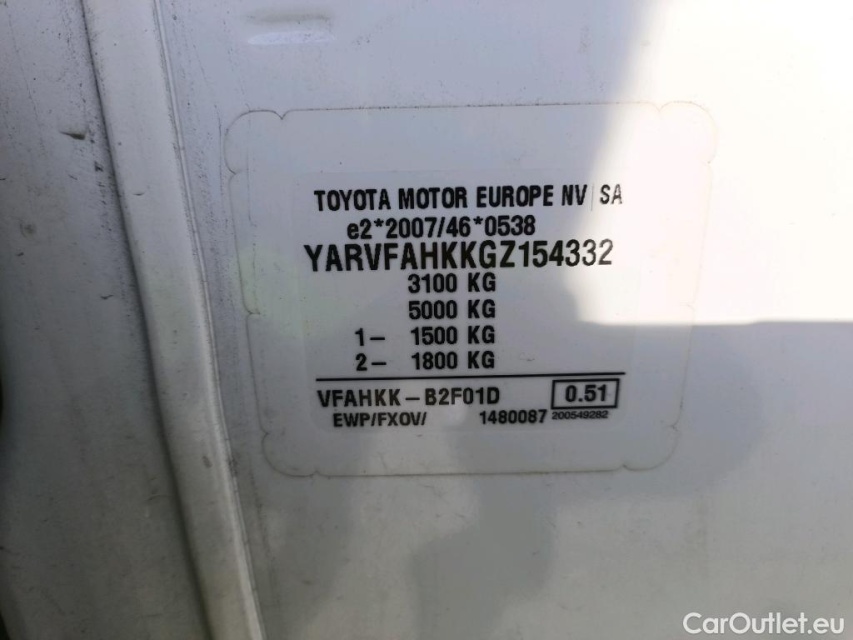 TOYOTA MOTOR EUROPE NV/SA
e2*2007/46*0538
YARVFAHKKGZ154332
3100 KG
5000 KG
1- 1500 KG
2- 1800 KG
VFAHKK-B2F01D 0.51
EWP/FXOV/ 1480087 200549282
CarOutlet.eu